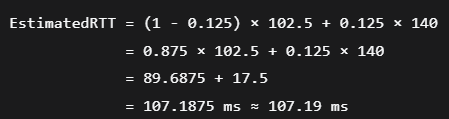 EstimatedRTT = (1 - 0.125) × 102.5 + 0.125 × 140
= 0.875 × 102.5 + 0.125 × 140
= 89.6875 + 17.5
= 107.1875 ms ≈ 107.19 ms